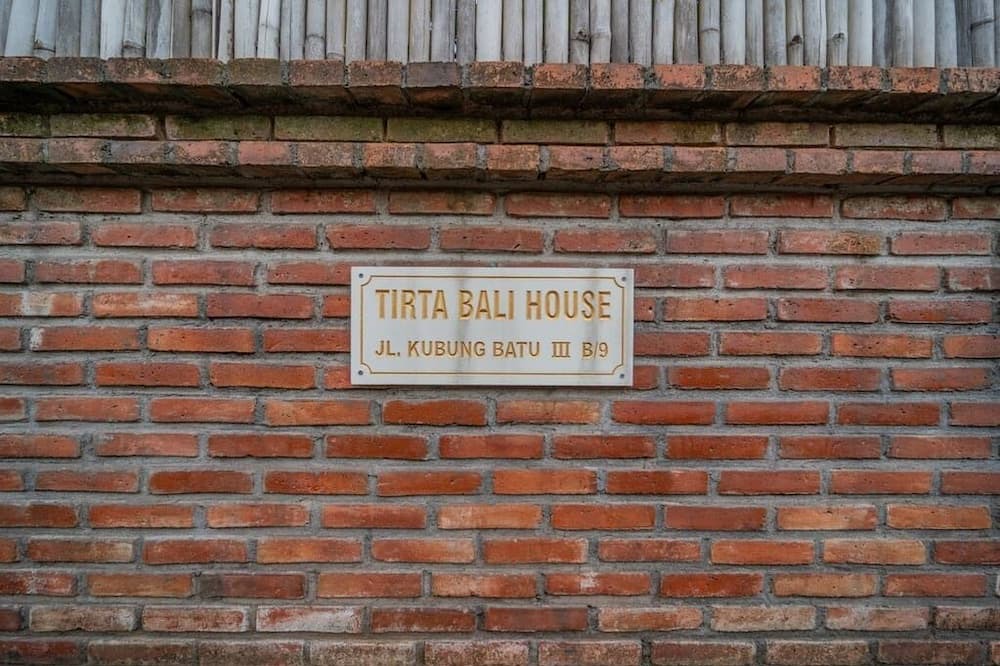 TIRTA BALI HOUSE
JL. KUBUNG BATU III B/9